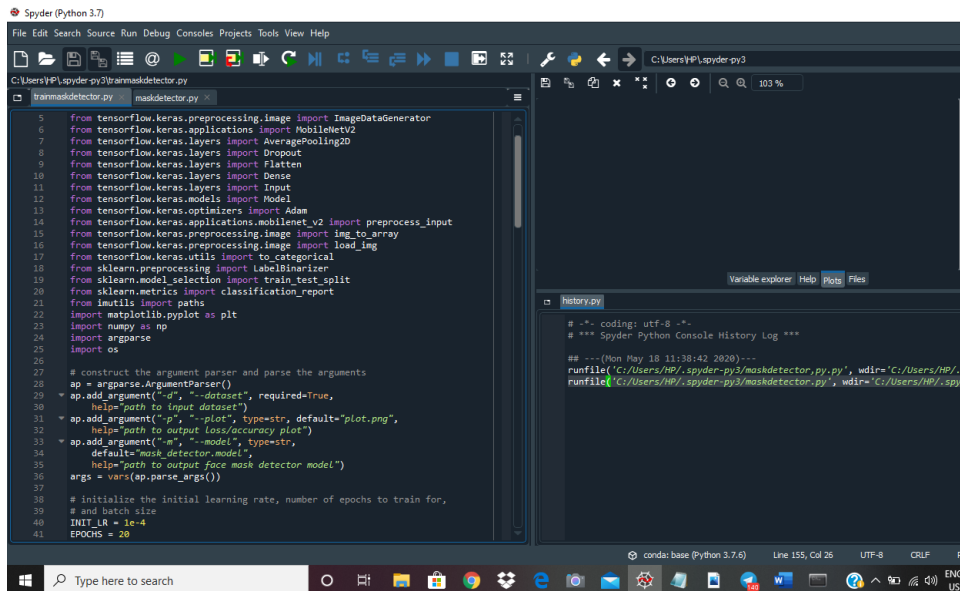 Spyder (Python 3.7)
File Edit Search Source Run Debug Consoles Projects Tools View Help
C:\Users\HP\.spyder-py3
C:\Users\HP\.spyder-py3\trainmaskdetector.py
103 %
trainmaskdetector.py
maskdetector.py
5 from tensorflow.keras.preprocessing.image import ImageDataGenerator
6 from tensorflow.keras.applications import MobileNetV2
7 from tensorflow.keras.layers import AveragePooling2D
8 from tensorflow.keras.layers import Dropout
9 from tensorflow.keras.layers import Flatten
10 from tensorflow.keras.layers import Dense
11 from tensorflow.keras.layers import Input
12 from tensorflow.keras.models import Model
13 from tensorflow.keras.optimizers import Adam
14 from tensorflow.keras.applications.mobilenet_v2 import preprocess_input
15 from tensorflow.keras.preprocessing.image import img_to_array
16 from tensorflow.keras.preprocessing.image import load_img
17 from tensorflow.keras.utils import to_categorical
18 from sklearn.preprocessing import LabelBinarizer
19 from sklearn.model_selection import train_test_split
20 from sklearn.metrics import classification_report
21 from imutils import paths
22 import matplotlib.pyplot as plt
23 import numpy as np
24 import argparse
25 import os
26
27 # construct the argument parser and parse the arguments
28 ap = argparse.ArgumentParser()
29 ap.add_argument("-d", "--dataset", required=True,
30 help="path to input dataset")
31 ap.add_argument("-p", "--plot", type=str, default="plot.png",
32 help="path to output loss/accuracy plot")
33 ap.add_argument("-m", "--model", type=str,
34 default="mask_detector.model",
35 help="path to output face mask detector model")
36 args = vars(ap.parse_args())
37
38 # initialize the initial learning rate, number of epochs to train for,
39 # and batch size
40 INIT_LR = 1e-4
41 EPOCHS = 20
Variable explorer Help Plots Files
history.py
# -*- coding: utf-8 -*-
# *** Spyder Python Console History Log ***
## ---(Mon May 18 11:38:42 2020)---
runfile('C:/Users/HP/.spyder-py3/maskdetector,py.py', wdir='C:/Users/HP/.
runfile('C:/Users/HP/.spyder-py3/maskdetector.py', wdir='C:/Users/HP/.spy
conda: base (Python 3.7.6) Line 155, Col 26 UTF-8 CRLF
Type here to search
140
ENG
US